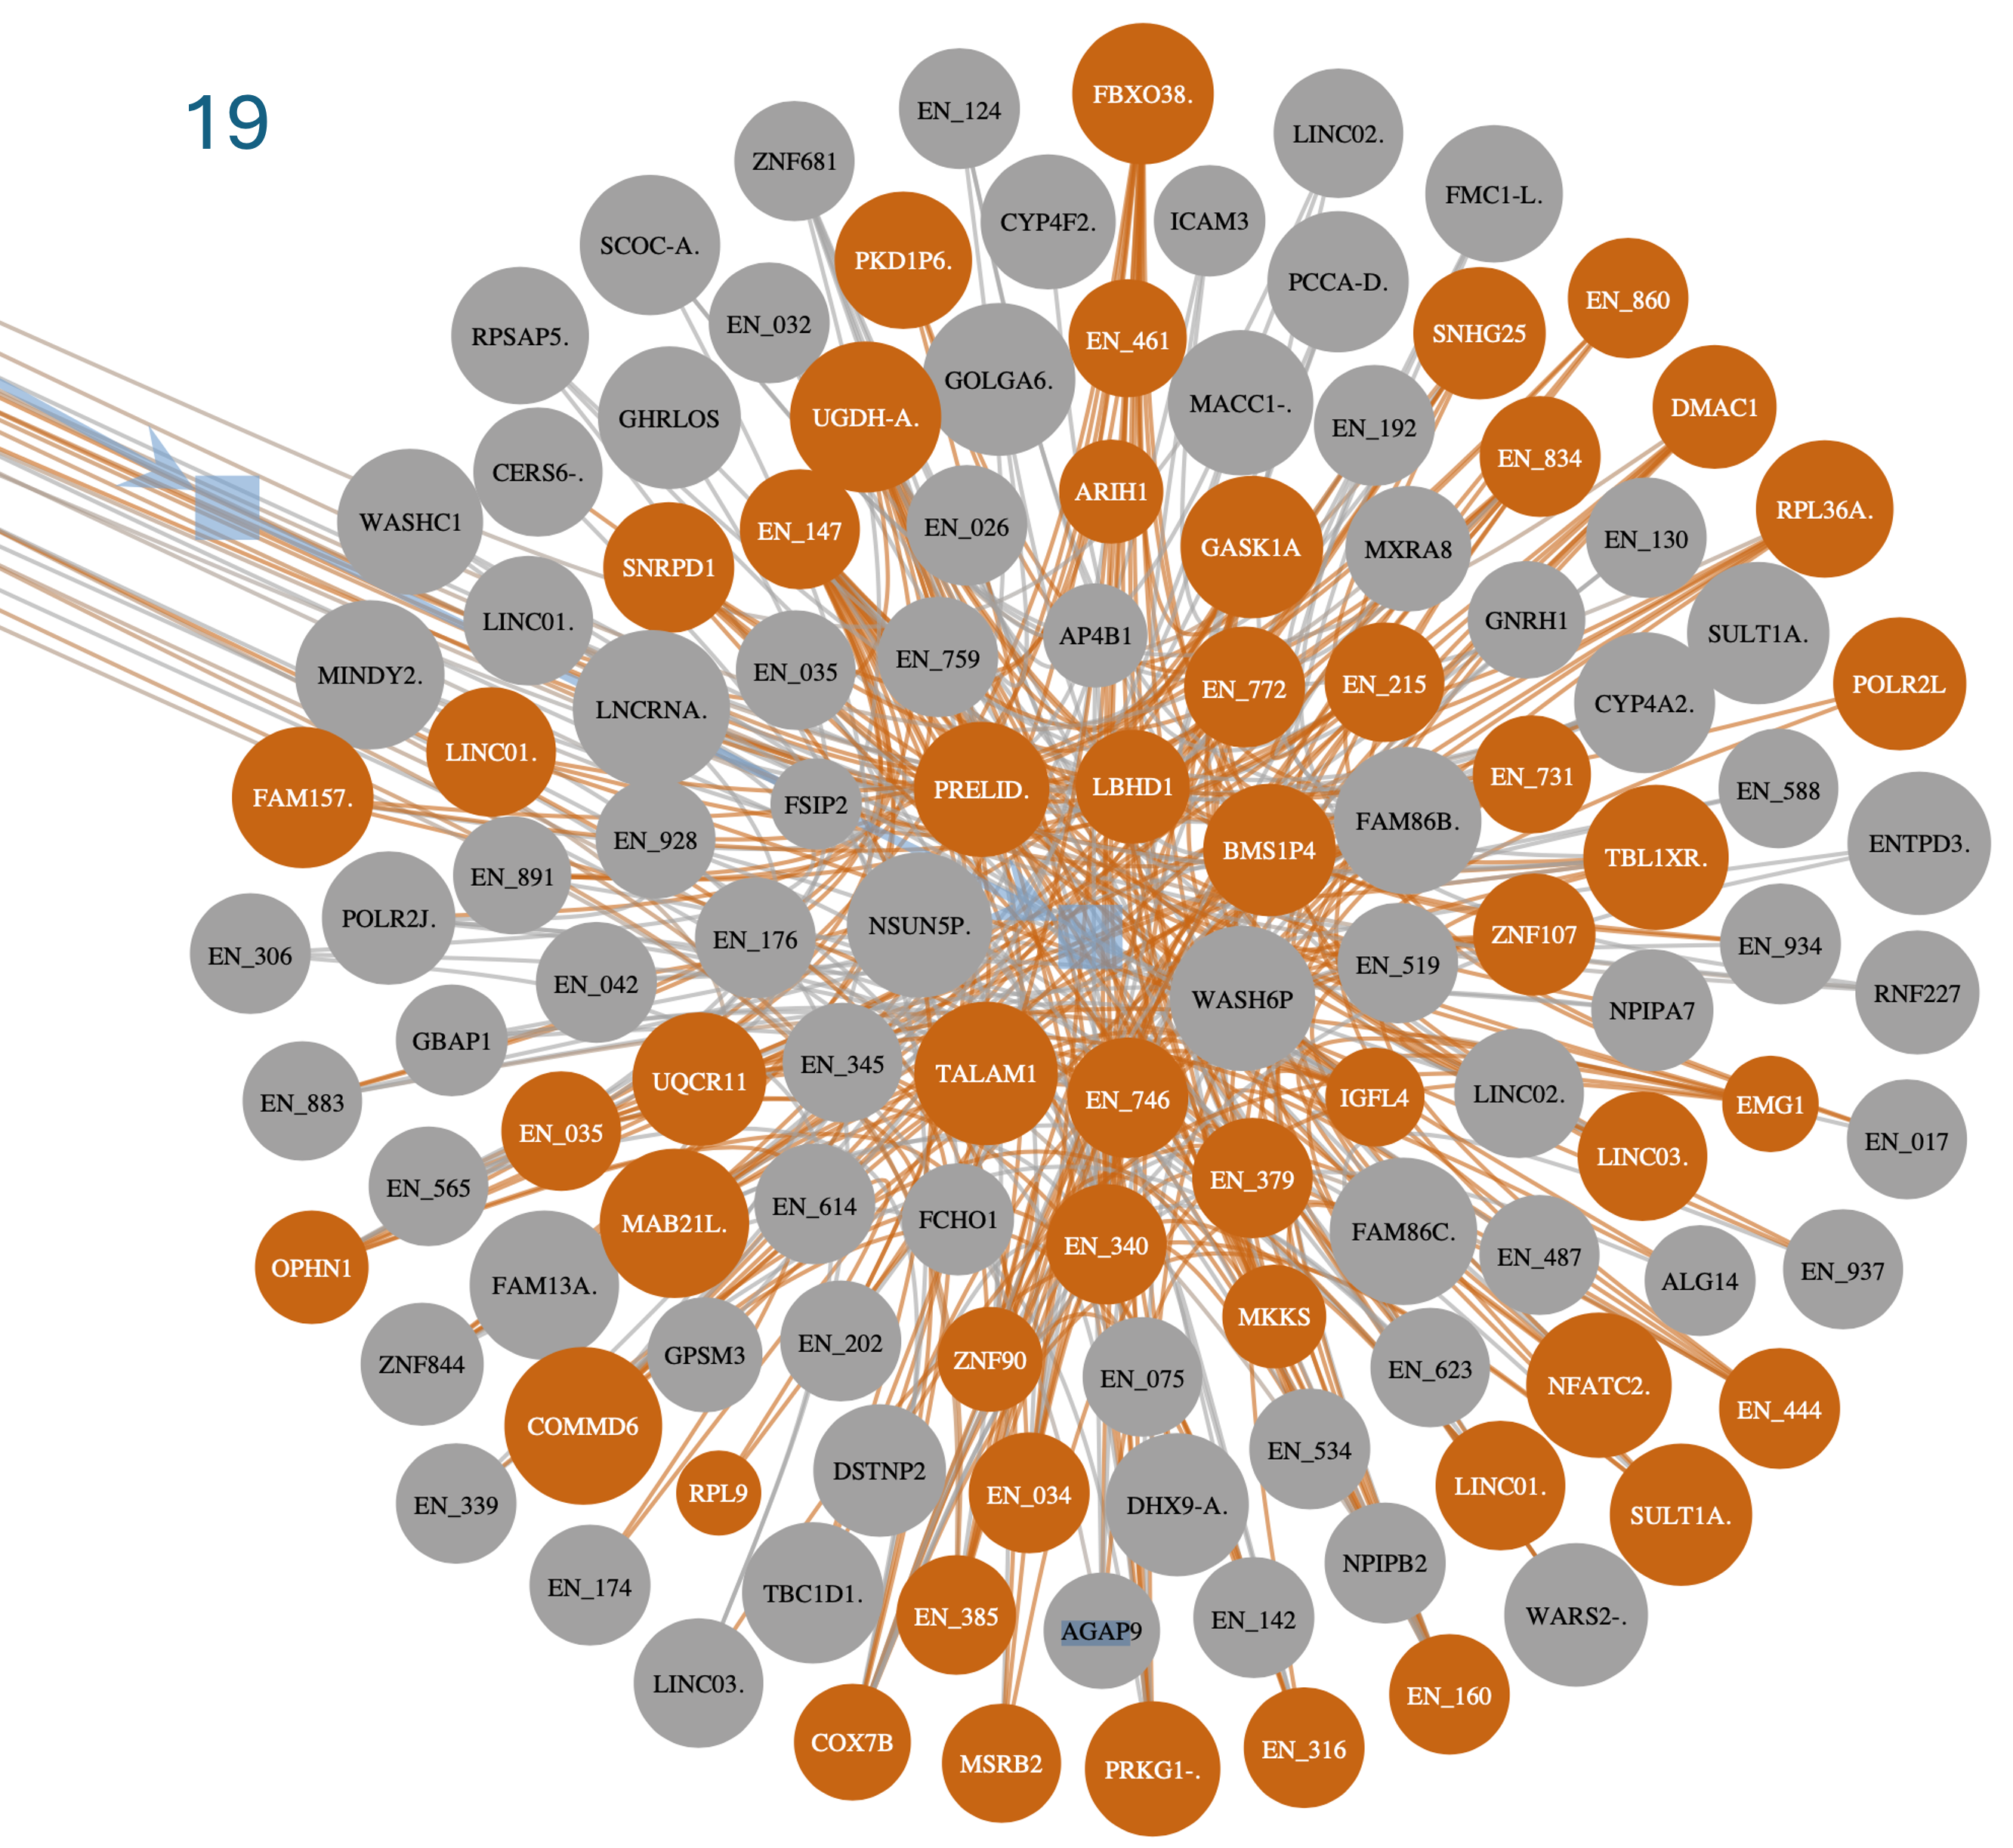 19
FBXO38.
EN_124
LINC02.
ZNF681
FMC1-L.
CYP4F2.
ICAM3
SCOC-A.
PKD1P6.
PCCA-D.
EN_860
EN_032
RPSAP5.
SNHG25
EN_461
GOLGA6.
MACC1-.
DMAC1
GHRLOS
UGDH-A.
EN_192
EN_834
CERS6-.
ARIH1
RPL36A.
WASHC1
EN_147
EN_026
GASK1A
MXRA8
EN_130
SNRPD1
LINC01.
GNRH1
SULT1A.
AP4B1
EN_759
EN_035
MINDY2.
EN_772
EN_215
POLR2L
CYP4A2.
LNCRNA.
LINC01.
EN_731
EN_588
FAM157.
FSIP2
PRELID.
LBHD1
FAM86B.
EN_928
ENTPD3.
BMS1P4
TBL1XR.
EN_891
POLR2J.
NSUN5P.
ZNF107
EN_176
EN_934
EN_306
EN_519
EN_042
RNF227
WASH6P
NPIPA7
GBAP1
EN_345
TALAM1
UQCR11
LINC02.
IGFL4
EN_746
EN_883
EMG1
EN_035
EN_017
LINC03.
EN_565
EN_379
EN_614
FCHO1
MAB21L.
FAM86C.
EN_340
EN_487
OPHN1
EN_937
ALG14
FAM13A.
MKKS
EN_202
GPSM3
ZNF90
ZNF844
EN_623
EN_075
NFATC2.
EN_444
COMMD6
EN_534
DSTNP2
LINC01.
RPL9
EN_034
EN_339
DHX9-A.
SULT1A.
NPIPB2
EN_174
TBC1D1.
EN_385
WARS2-.
EN_142
AGAP9
LINC03.
EN_160
COX7B
EN_316
MSRB2
PRKG1-.